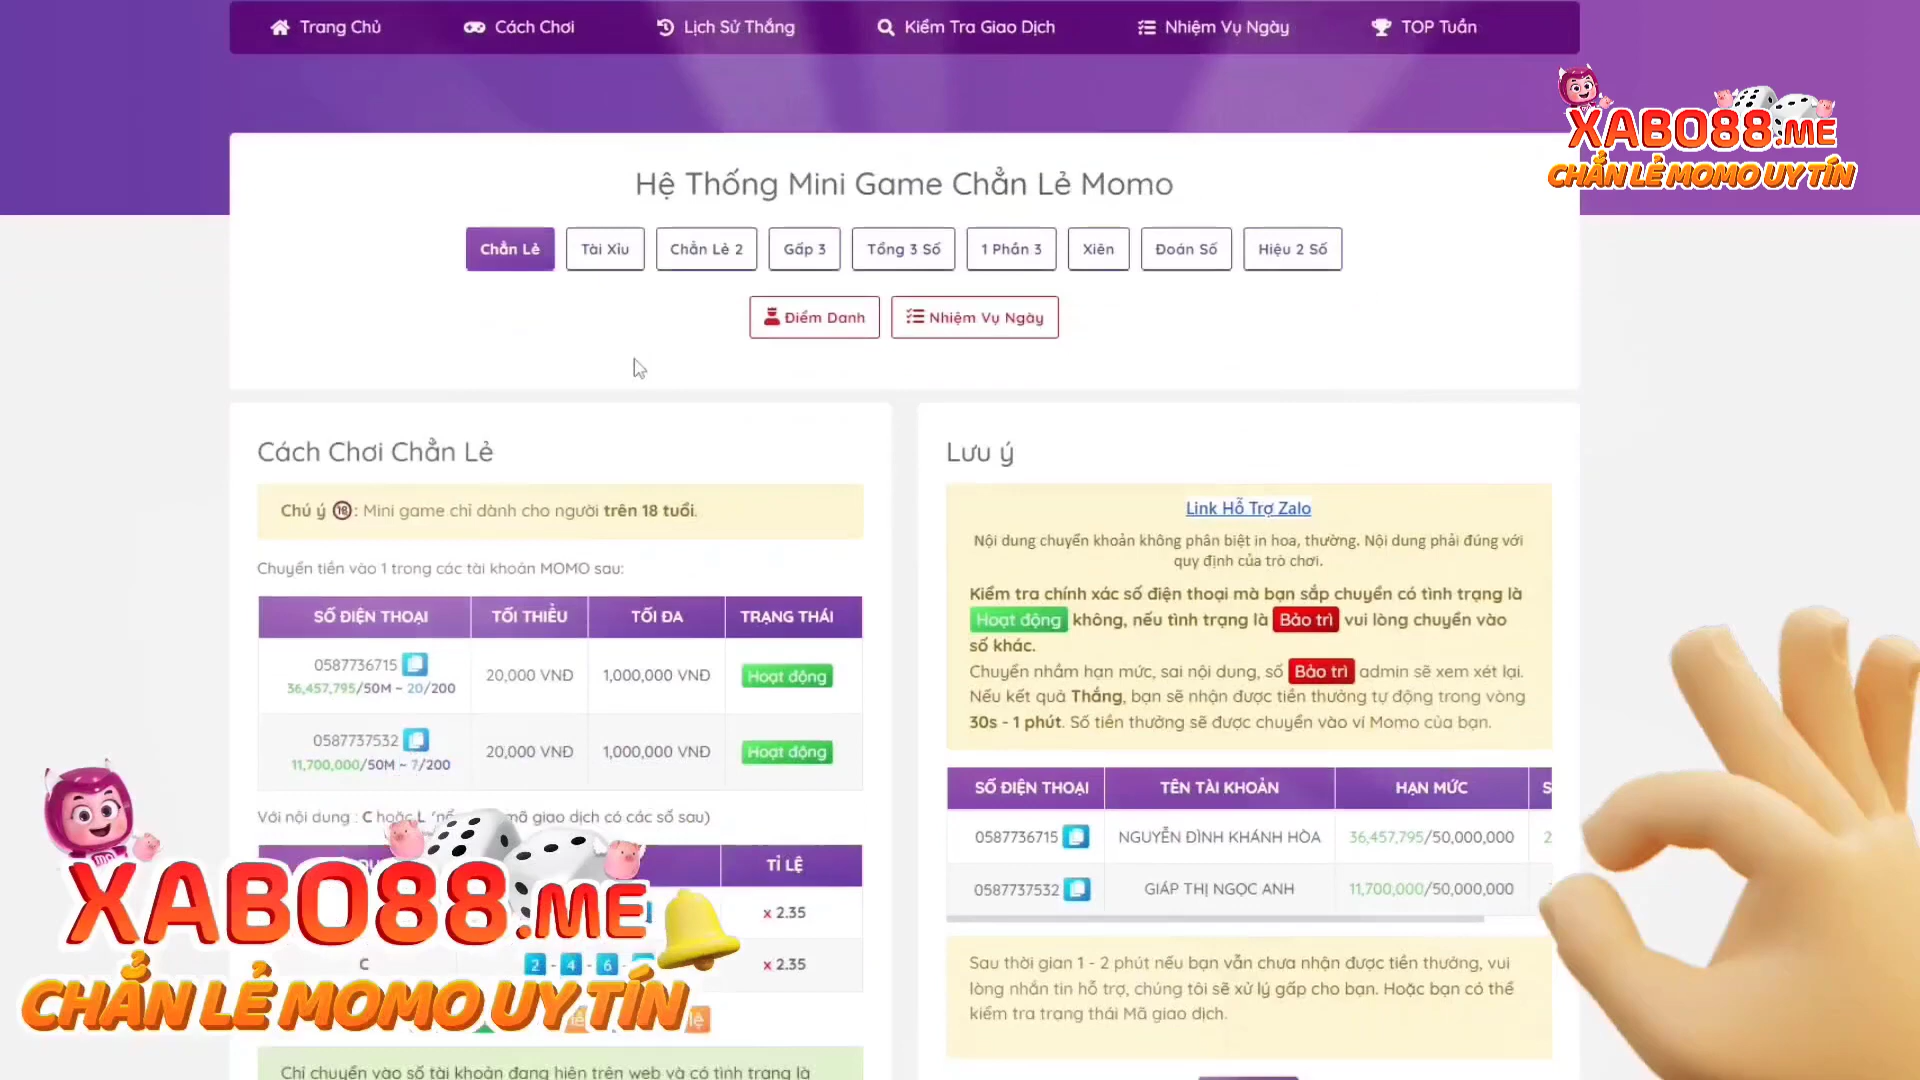 Trang Chủ
Cách Chơi
Lịch Sử Thắng
Kiểm Tra Giao Dịch
Nhiệm Vụ Ngày
TOP Tuần
XABO88.ME
CHẴN LẺ MOMO UY TÍN
Hệ Thống Mini Game Chẳn Lẻ Momo
Chẳn Lẻ
Tài Xỉu
Chẳn Lẻ 2
Gấp 3
Tổng 3 Số
1 Phần 3
Xiên
Đoán Số
Hiệu 2 Số
Điểm Danh
Nhiệm Vụ Ngày
Cách Chơi Chẳn Lẻ
Chú ý 18: Mini game chỉ dành cho người trên 18 tuổi.
Chuyển tiền vào 1 trong các tài khoản MOMO sau:
SỐ ĐIỆN THOẠI TỐI THIỂU TỐI ĐA TRẠNG THÁI
0587736715
36,457,795/50M ~ 20/200
20,000 VNĐ 1,000,000 VNĐ Hoạt động
0587737532
11,700,000/50M ~ 7/200
20,000 VNĐ 1,000,000 VNĐ Hoạt động
Với nội dung : C hoặc L mã giao dịch có các số sau)
TỈ LỆ
x 2.35
C 2 - 4 - 6 - x 2.35
XABO88.ME
CHẴN LẺ MOMO UY TÍN
Chỉ chuyển vào số tài khoản đang hiện trên web và có tình trạng là
Lưu ý
Link Hỗ Trợ Zalo
Nội dung chuyển khoản không phân biệt in hoa, thường. Nội dung phải đúng với
quy định của trò chơi.
Kiểm tra chính xác số điện thoại mà bạn sắp chuyển có tình trạng là
Hoạt động không, nếu tình trạng là Bảo trì vui lòng chuyển vào
số khác.
Chuyển nhầm hạn mức, sai nội dung, số Bảo trì admin sẽ xem xét lại.
Nếu kết quả Thắng, bạn sẽ nhận được tiền thưởng tự động trong vòng
30s - 1 phút. Số tiền thưởng sẽ được chuyển vào ví Momo của bạn.
SỐ ĐIỆN THOẠI TÊN TÀI KHOẢN HẠN MỨC S
0587736715 NGUYỄN ĐÌNH KHÁNH HÒA 36,457,795/50,000,000 2
0587737532 GIÁP THỊ NGỌC ANH 11,700,000/50,000,000
Sau thời gian 1 - 2 phút nếu bạn vẫn chưa nhận được tiền thưởng, vui
lòng nhắn tin hỗ trợ, chúng tôi sẽ xử lý gấp cho bạn. Hoặc bạn có thể
kiểm tra trạng thái Mã giao dịch.